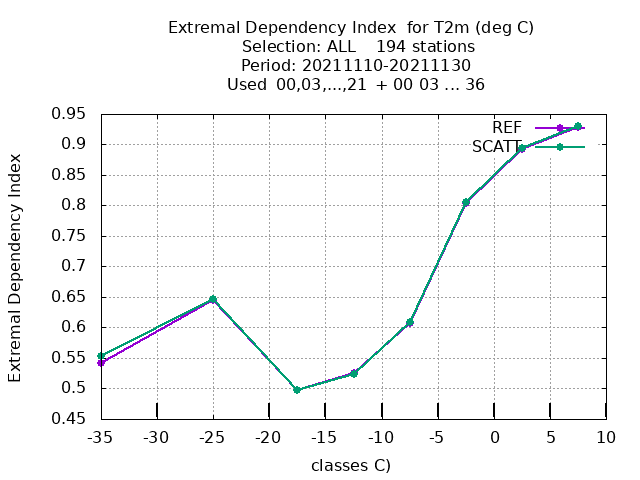 Extremal Dependency Index  for T2m (deg C)
Selection: ALL    194 stations
Period: 20211110-20211130
Used  00,03,...,21  + 00 03 ... 36
Extremal Dependency Index
0.95
0.9
0.85
0.8
0.75
0.7
0.65
0.6
0.55
0.5
0.45
REF
SCATT
-35 -30 -25 -20 -15 -10 -5 0 5 10
classes C)